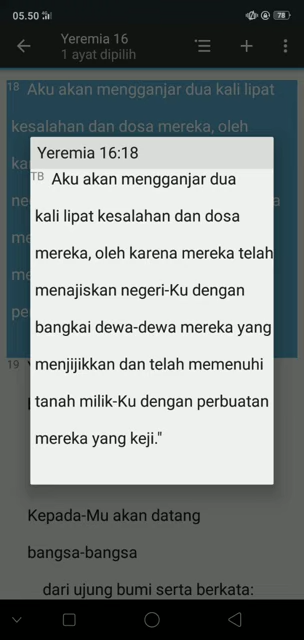 05.50
78
Yeremia 16
1 ayat dipilih
18 Aku akan mengganjar dua kali lipat
kesalahan dan dosa mereka, oleh
Yeremia 16:18
TB Aku akan mengganjar dua
kali lipat kesalahan dan dosa
mereka, oleh karena mereka telah
menajiskan negeri-Ku dengan
bangkai dewa-dewa mereka yang
menjijikkan dan telah memenuhi
tanah milik-Ku dengan perbuatan
mereka yang keji."
19
Kepada-Mu akan datang
bangsa-bangsa
dari ujung bumi serta berkata: